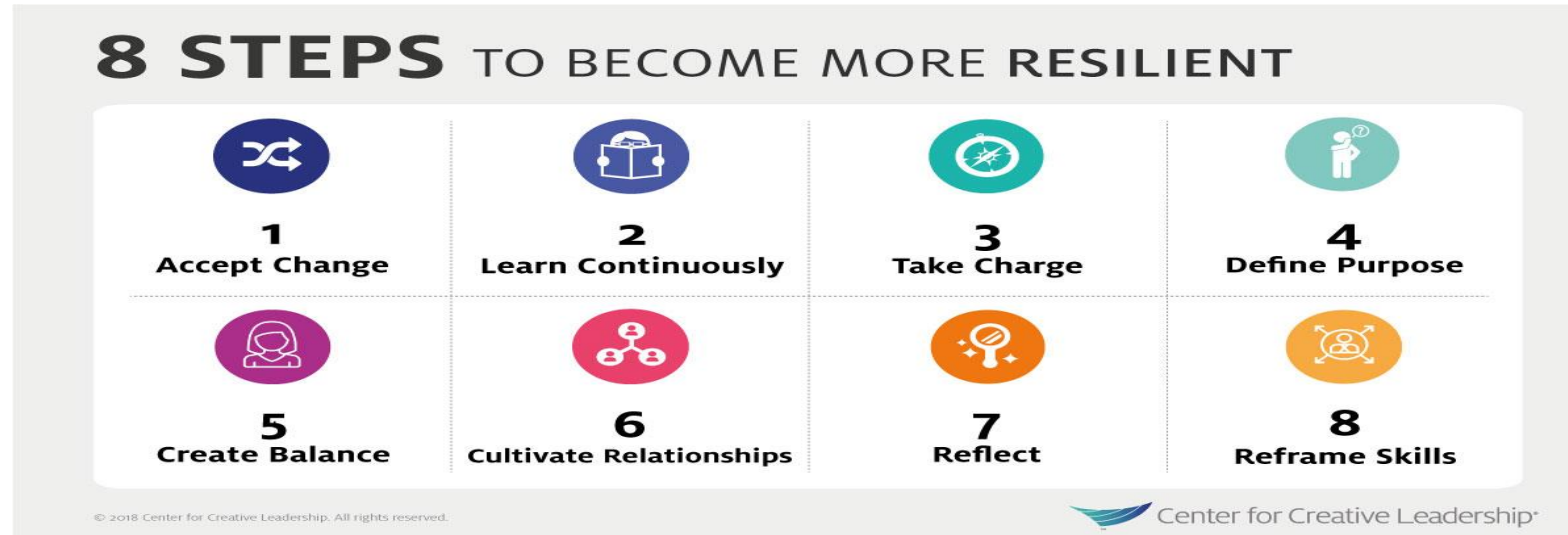 8 STEPS TO BECOME MORE RESILIENT
1
Accept Change
2
Learn Continuously
3
Take Charge
?
4
Define Purpose
5
Create Balance
6
Cultivate Relationships
7
Reflect
8
Reframe Skills
© 2018 Center for Creative Leadership. All rights reserved.
Center for Creative Leadership®